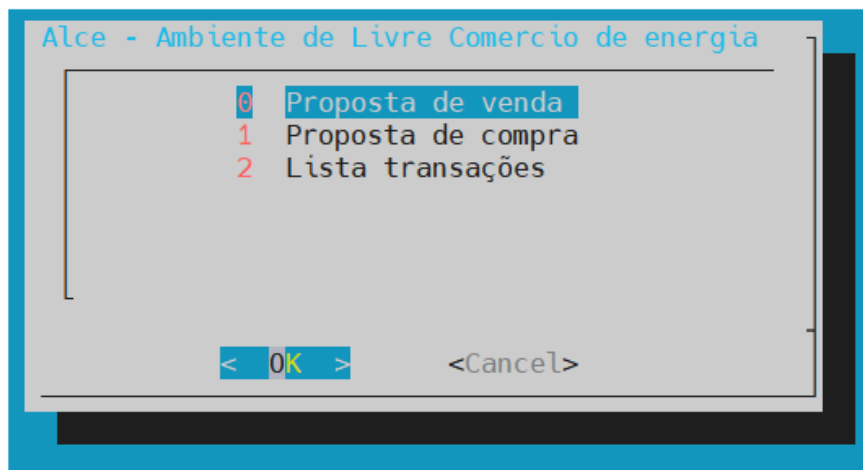 Alce - Ambiente de Livre Comercio de energia
0 Proposta de venda
1 Proposta de compra
2 Lista transações
< OK > <Cancel>